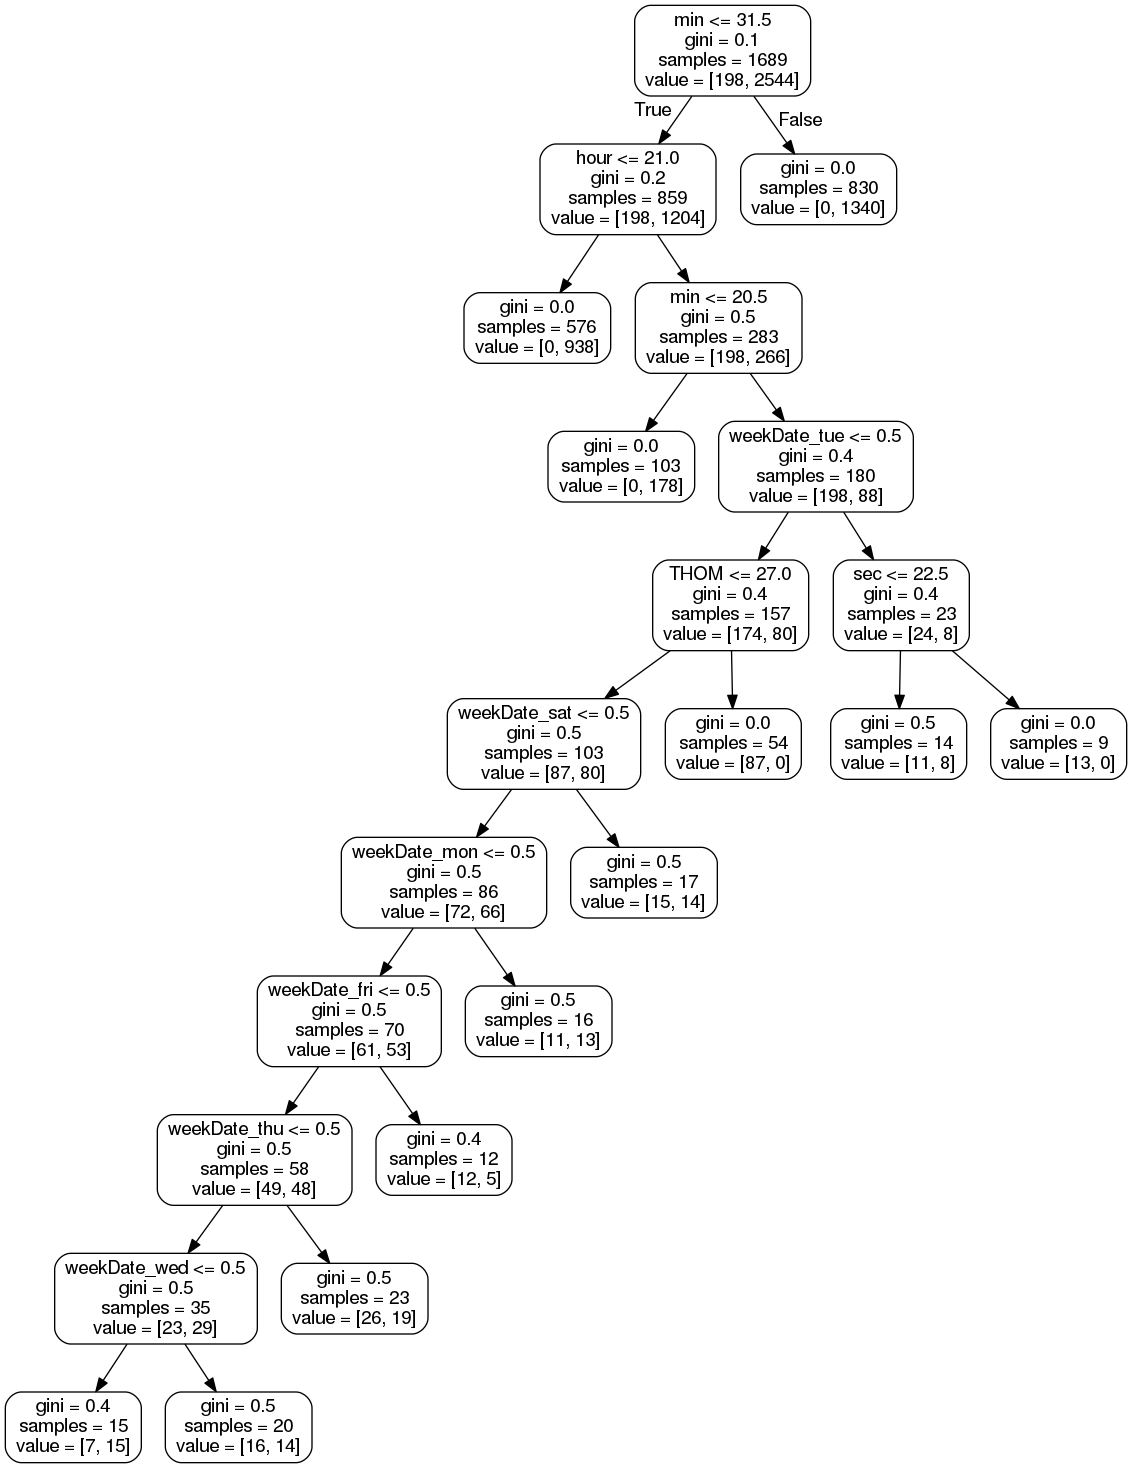 min <= 31.5
gini = 0.1
samples = 1689
value = [198, 2544]
True
False
hour <= 21.0
gini = 0.2
samples = 859
value = [198, 1204]
gini = 0.0
samples = 830
value = [0, 1340]
gini = 0.0
samples = 576
value = [0, 938]
min <= 20.5
gini = 0.5
samples = 283
value = [198, 266]
gini = 0.0
samples = 103
value = [0, 178]
weekDate_tue <= 0.5
gini = 0.4
samples = 180
value = [198, 88]
THOM <= 27.0
gini = 0.4
samples = 157
value = [174, 80]
sec <= 22.5
gini = 0.4
samples = 23
value = [24, 8]
weekDate_sat <= 0.5
gini = 0.5
samples = 103
value = [87, 80]
gini = 0.0
samples = 54
value = [87, 0]
gini = 0.5
samples = 14
value = [11, 8]
gini = 0.0
samples = 9
value = [13, 0]
weekDate_mon <= 0.5
gini = 0.5
samples = 86
value = [72, 66]
gini = 0.5
samples = 17
value = [15, 14]
weekDate_fri <= 0.5
gini = 0.5
samples = 70
value = [61, 53]
gini = 0.5
samples = 16
value = [11, 13]
weekDate_thu <= 0.5
gini = 0.5
samples = 58
value = [49, 48]
gini = 0.4
samples = 12
value = [12, 5]
weekDate_wed <= 0.5
gini = 0.5
samples = 35
value = [23, 29]
gini = 0.5
samples = 23
value = [26, 19]
gini = 0.4
samples = 15
value = [7, 15]
gini = 0.5
samples = 20
value = [16, 14]